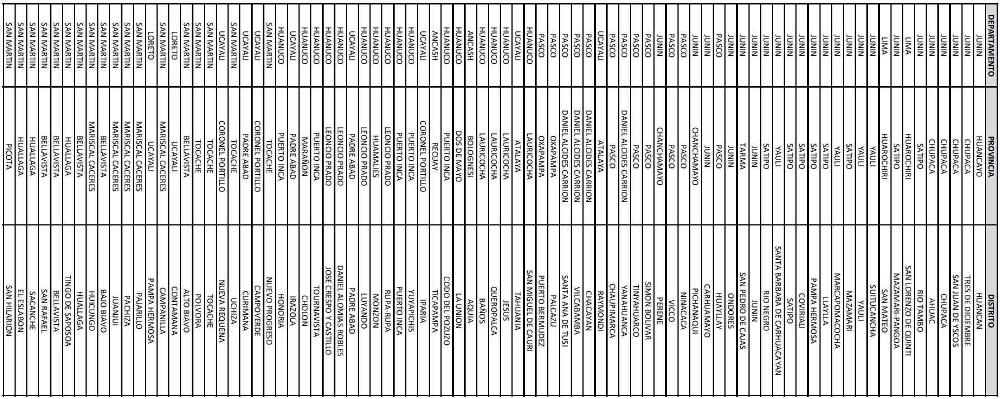 DEPARTAMENTO PROVINCIA DISTRITO
JUNIN HUANCAYO HUANCAN
JUNIN CHUPACA TRES DE DICIEMBRE
JUNIN CHUPACA SAN JUAN DE YSCOS
JUNIN CHUPACA CHUPACA
JUNIN CHUPACA AHUAC
JUNIN SATIPO RIO TAMBO
LIMA HUAROCHIRI SAN LORENZO DE QUINTI
JUNIN SATIPO MAZAMARI-PANGOA
LIMA HUAROCHIRI SAN MATEO
JUNIN YAULI SUITUCANCHA
JUNIN YAULI YAULI
JUNIN SATIPO MAZAMARI
JUNIN YAULI MARCAPOMACOCHA
JUNIN SATIPO LLAYLLA
JUNIN SATIPO PAMPA HERMOSA
JUNIN SATIPO COVIRIALI
JUNIN SATIPO SATIPO
JUNIN YAULI SANTA BARBARA DE CARHUACAYAN
JUNIN SATIPO RIO NEGRO
JUNIN JUNIN JUNIN
JUNIN TARMA SAN PEDRO DE CAJAS
JUNIN JUNIN ONDORES
PASCO PASCO HUAYLLAY
JUNIN JUNIN CARHUAMAYO
JUNIN CHANCHAMAYO PICHANAQUI
PASCO PASCO NINACACA
PASCO PASCO VICCO
JUNIN CHANCHAMAYO PERENE
PASCO PASCO SIMON BOLIVAR
PASCO PASCO TINYAHUARCO
PASCO DANIEL ALCIDES CARRION YANAHUANCA
PASCO PASCO CHAUPIMARCA
UCAYALI ATALAYA RAYMONDI
PASCO DANIEL ALCIDES CARRION CHACAYAN
PASCO DANIEL ALCIDES CARRION VILCABAMBA
PASCO DANIEL ALCIDES CARRION SANTA ANA DE TUSI
PASCO OXAPAMPA PALCAZU
PASCO OXAPAMPA PUERTO BERMUDEZ
HUANUCO LAURICOCHA SAN MIGUEL DE CAURI
UCAYALI ATALAYA TAHUANIA
HUANUCO LAURICOCHA JESUS
HUANUCO LAURICOCHA QUEROPALCA
HUANUCO LAURICOCHA BAÑOS
ANCASH BOLOGNESI AQUIA
HUANUCO DOS DE MAYO LA UNION
HUANUCO PUERTO INCA CODO DEL POZUZO
ANCASH RECUAY TICAPAMPA
UCAYALI CORONEL PORTILLO IPARIA
HUANUCO PUERTO INCA YUYAPICHIS
HUANUCO PUERTO INCA PUERTO INCA
HUANUCO LEONCIO PRADO RUPA-RUPA
HUANUCO HUAMALIES MONZON
HUANUCO LEONCIO PRADO LUYANDO
UCAYALI PADRE ABAD PADRE ABAD
HUANUCO LEONCIO PRADO DANIEL ALOMIAS ROBLES
HUANUCO LEONCIO PRADO JOSE CRESPO Y CASTILLO
HUANUCO PUERTO INCA TOURNAVISTA
HUANUCO MARAÑON CHOLON
UCAYALI PADRE ABAD IRAZOLA
HUANUCO PUERTO INCA HONORIA
SAN MARTIN TOCACHE NUEVO PROGRESO
UCAYALI CORONEL PORTILLO CAMPOVERDE
UCAYALI PADRE ABAD CURIMANA
SAN MARTIN TOCACHE UCHIZA
UCAYALI CORONEL PORTILLO NUEVA REQUENA
SAN MARTIN TOCACHE TOCACHE
SAN MARTIN TOCACHE POLVORA
SAN MARTIN BELLAVISTA ALTO BIAVO
LORETO UCAYALI CONTAMANA
SAN MARTIN MARISCAL CACERES CAMPANILLA
LORETO UCAYALI PAMPA HERMOSA
SAN MARTIN MARISCAL CACERES PAJARILLO
SAN MARTIN MARISCAL CACERES PACHIZA
SAN MARTIN MARISCAL CACERES JUANJUI
SAN MARTIN BELLAVISTA BAJO BIAVO
SAN MARTIN MARISCAL CACERES HUICUNGO
SAN MARTIN BELLAVISTA HUALLAGA
SAN MARTIN HUALLAGA TINGO DE SAPOSOA
SAN MARTIN BELLAVISTA BELLAVISTA
SAN MARTIN BELLAVISTA SAN RAFAEL
SAN MARTIN HUALLAGA SACANCHE
SAN MARTIN HUALLAGA EL ESLABON
SAN MARTIN PICOTA SAN HILARION